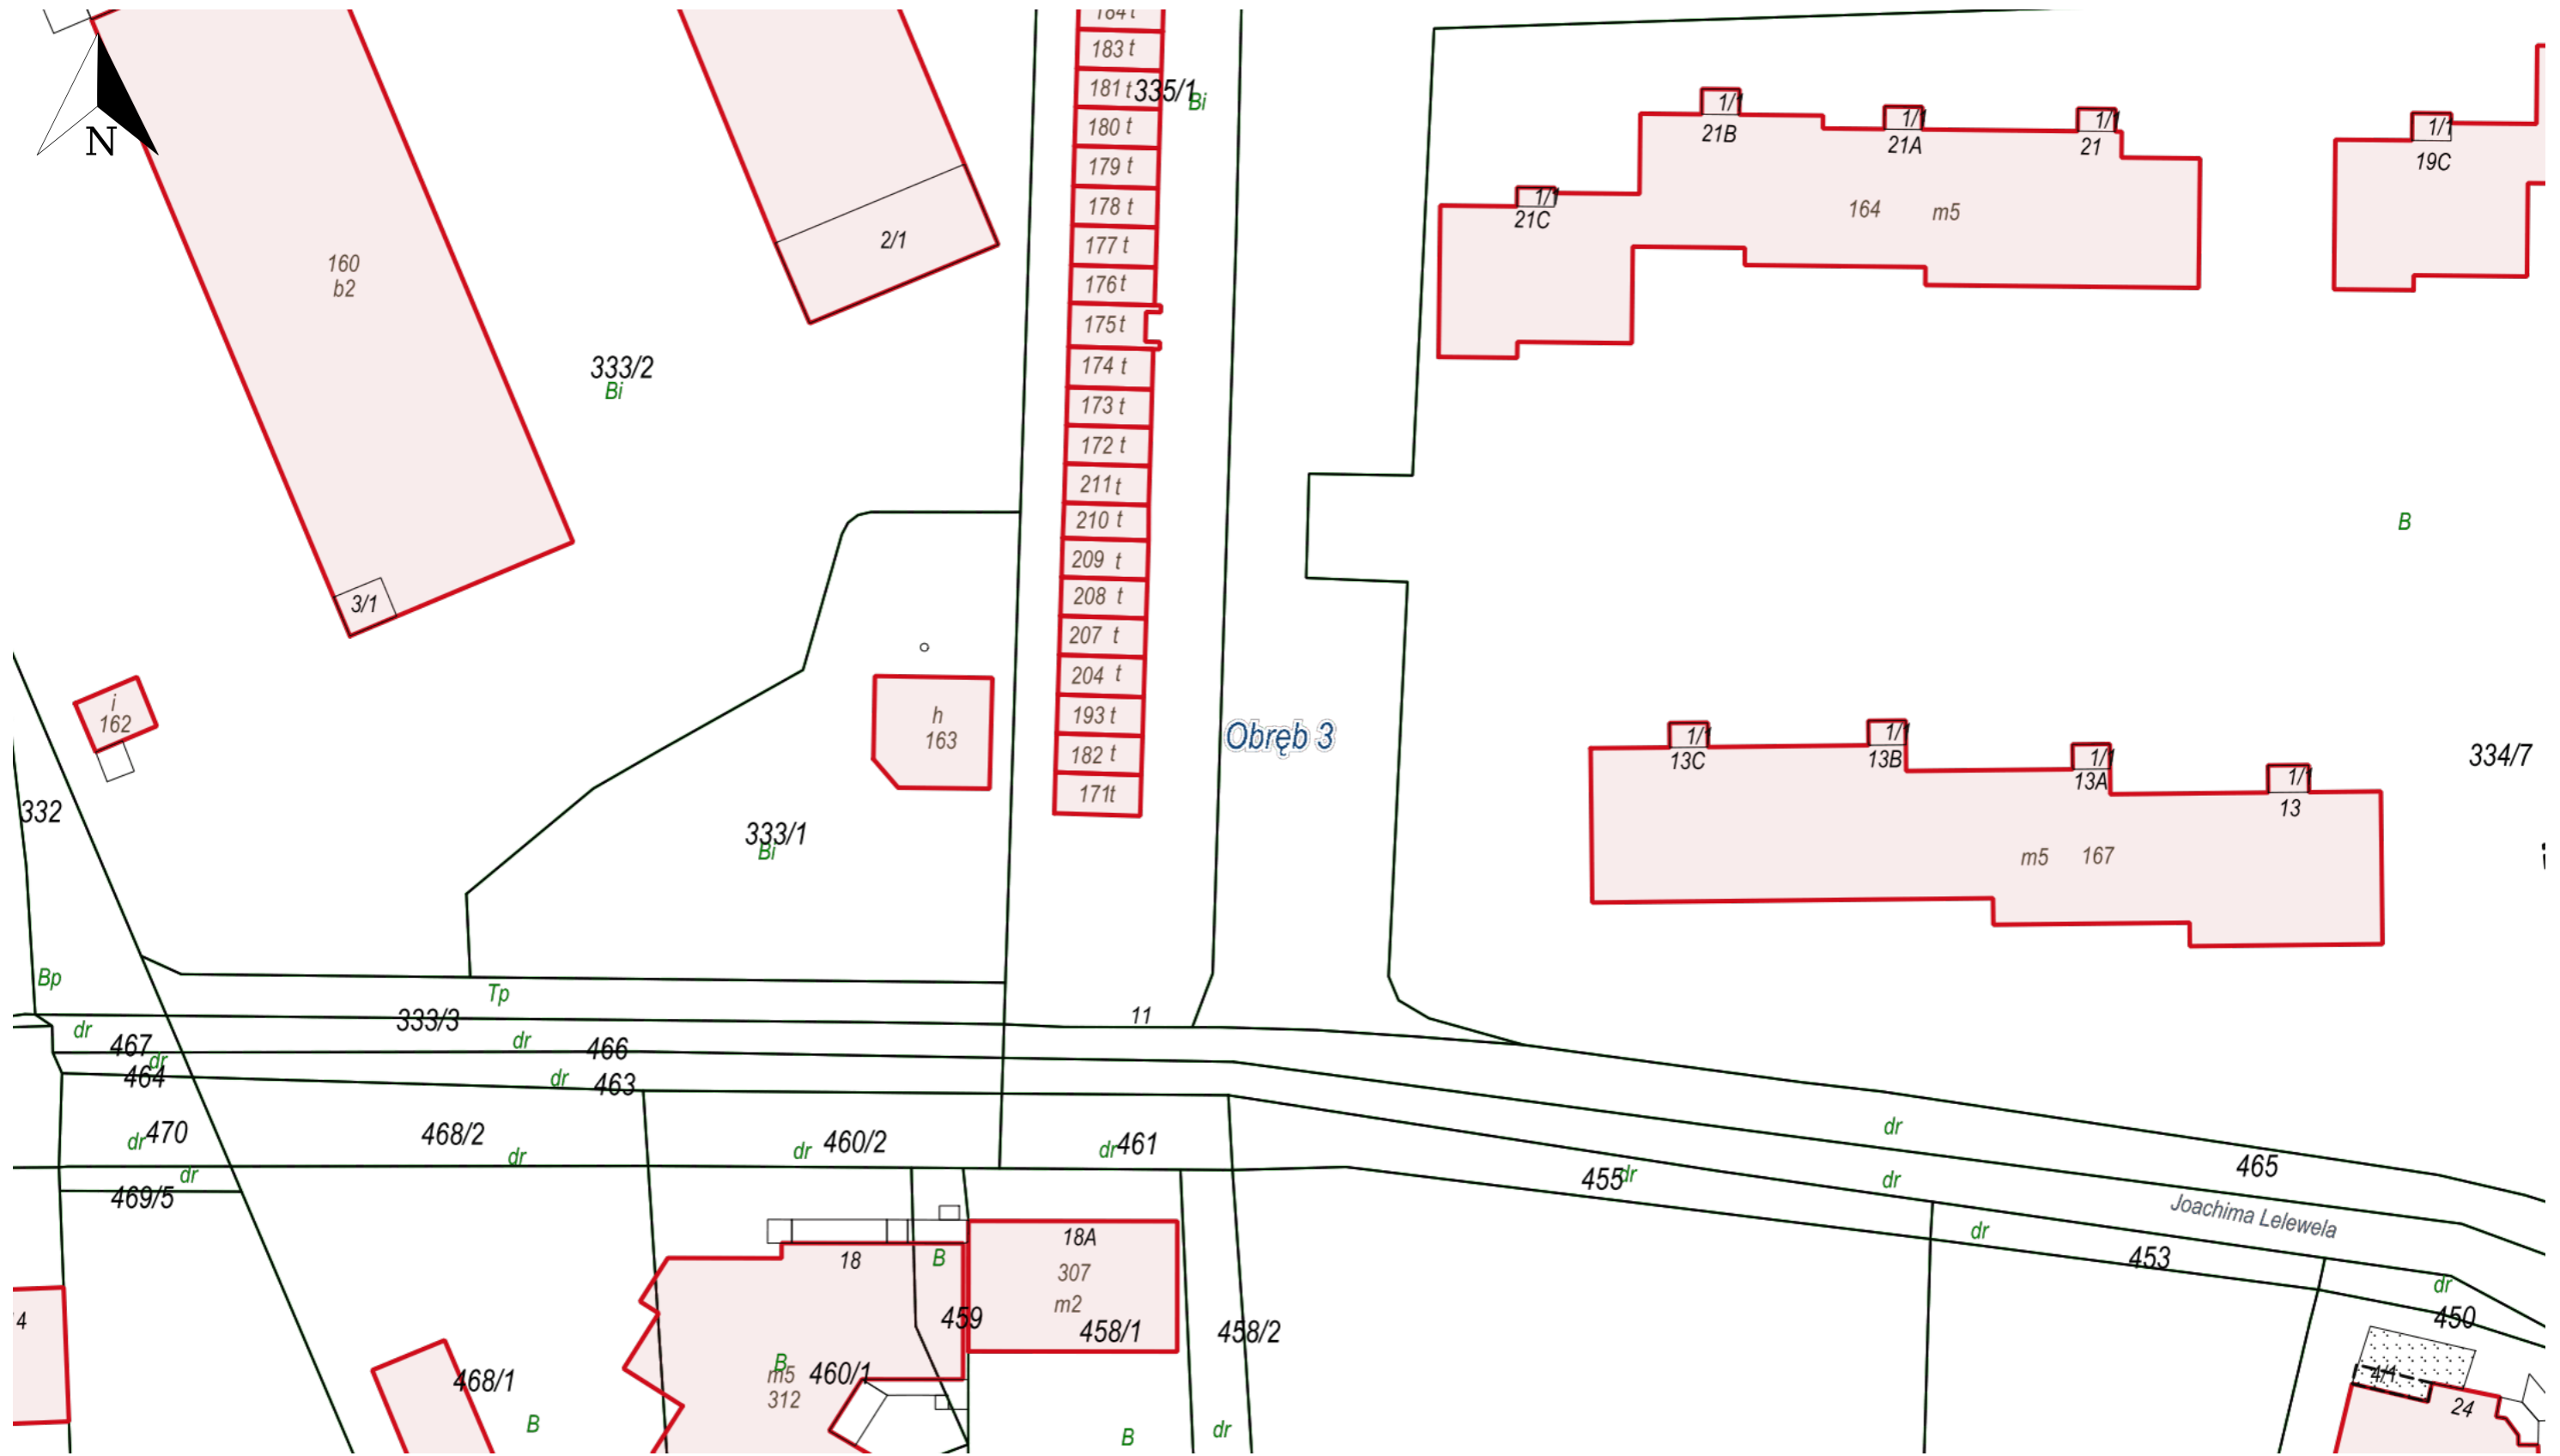 184 t
183 t
181 t
335/1
Bi
180 t
179 t
178 t
177 t
176 t
175 t
174 t
173 t
172 t
211 t
210 t
209 t
208 t
207 t
204 t
193 t
182 t
171 t
N
160
b2
2/1
333/2
Bi
3/1
i
162
h
163
333/1
Bi
332
Bp
Tp
333/3
11
Obręb 3
1/1
21B
1/1
21A
1/1
21
1/1
21C
164 m5
1/1
19C
B
1/1
13C
1/1
13B
1/1
13A
1/1
13
m5 167
334/7
dr
467
dr
464
dr
466
dr
463
dr 470
468/2
dr
dr 460/2
dr 461
dr
469/5
455 dr
dr
dr
465
Joachima Lelewela
dr
453
dr
450
18
B
18A
307
m2
459
458/1
458/2
4
468/1
B
B
m5
312
460/1
B
dr
4/1
24